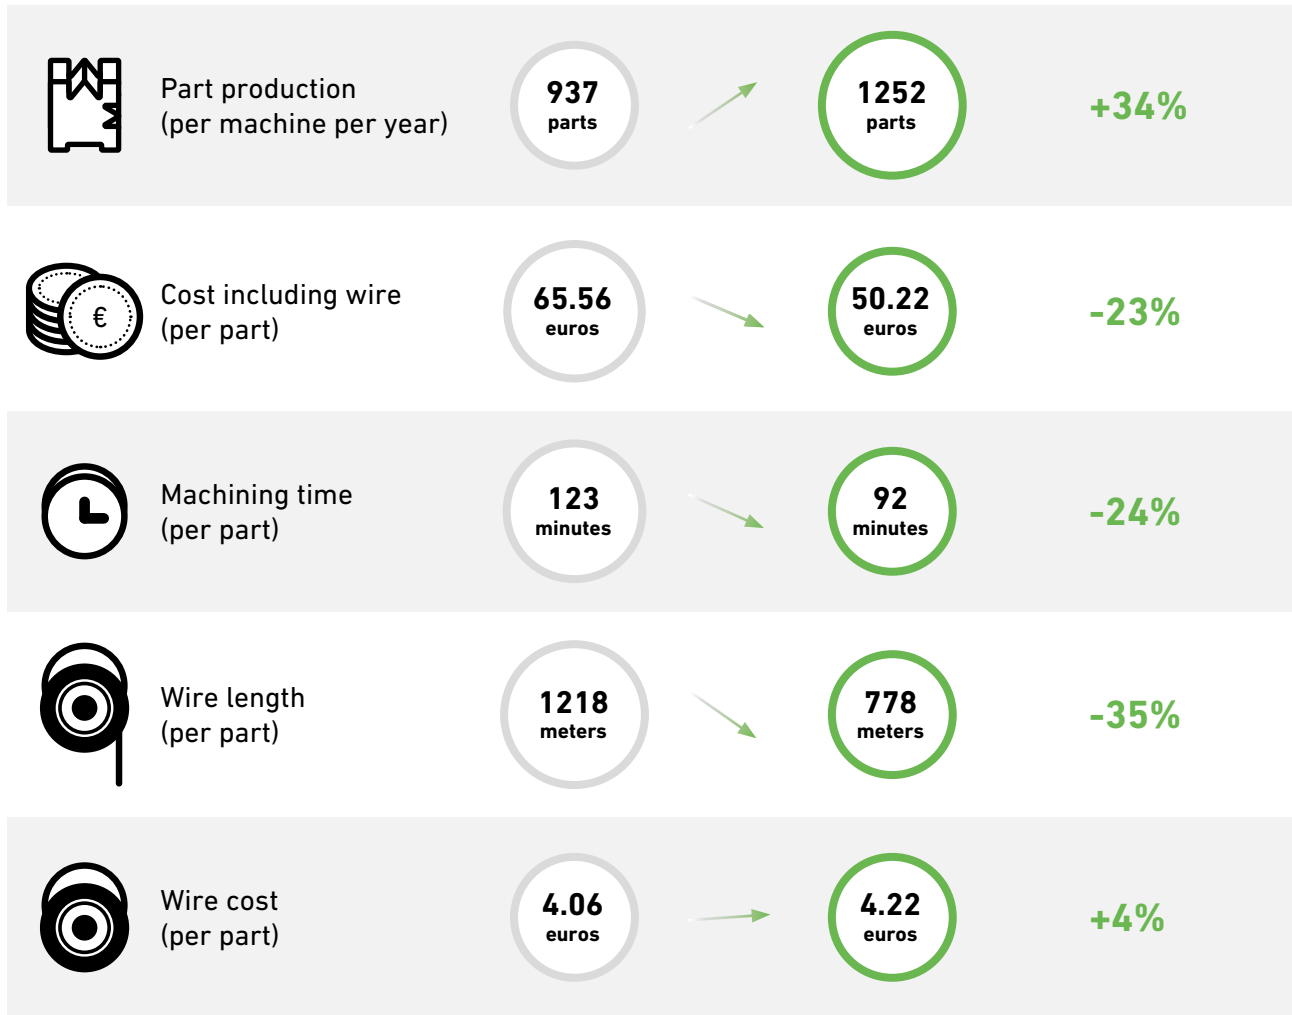 Part production
(per machine per year)
937
parts
1252
parts
+34%
€
Cost including wire
(per part)
65.56
euros
50.22
euros
-23%
Machining time
(per part)
123
minutes
92
minutes
-24%
Wire length
(per part)
1218
meters
778
meters
-35%
Wire cost
(per part)
4.06
euros
4.22
euros
+4%